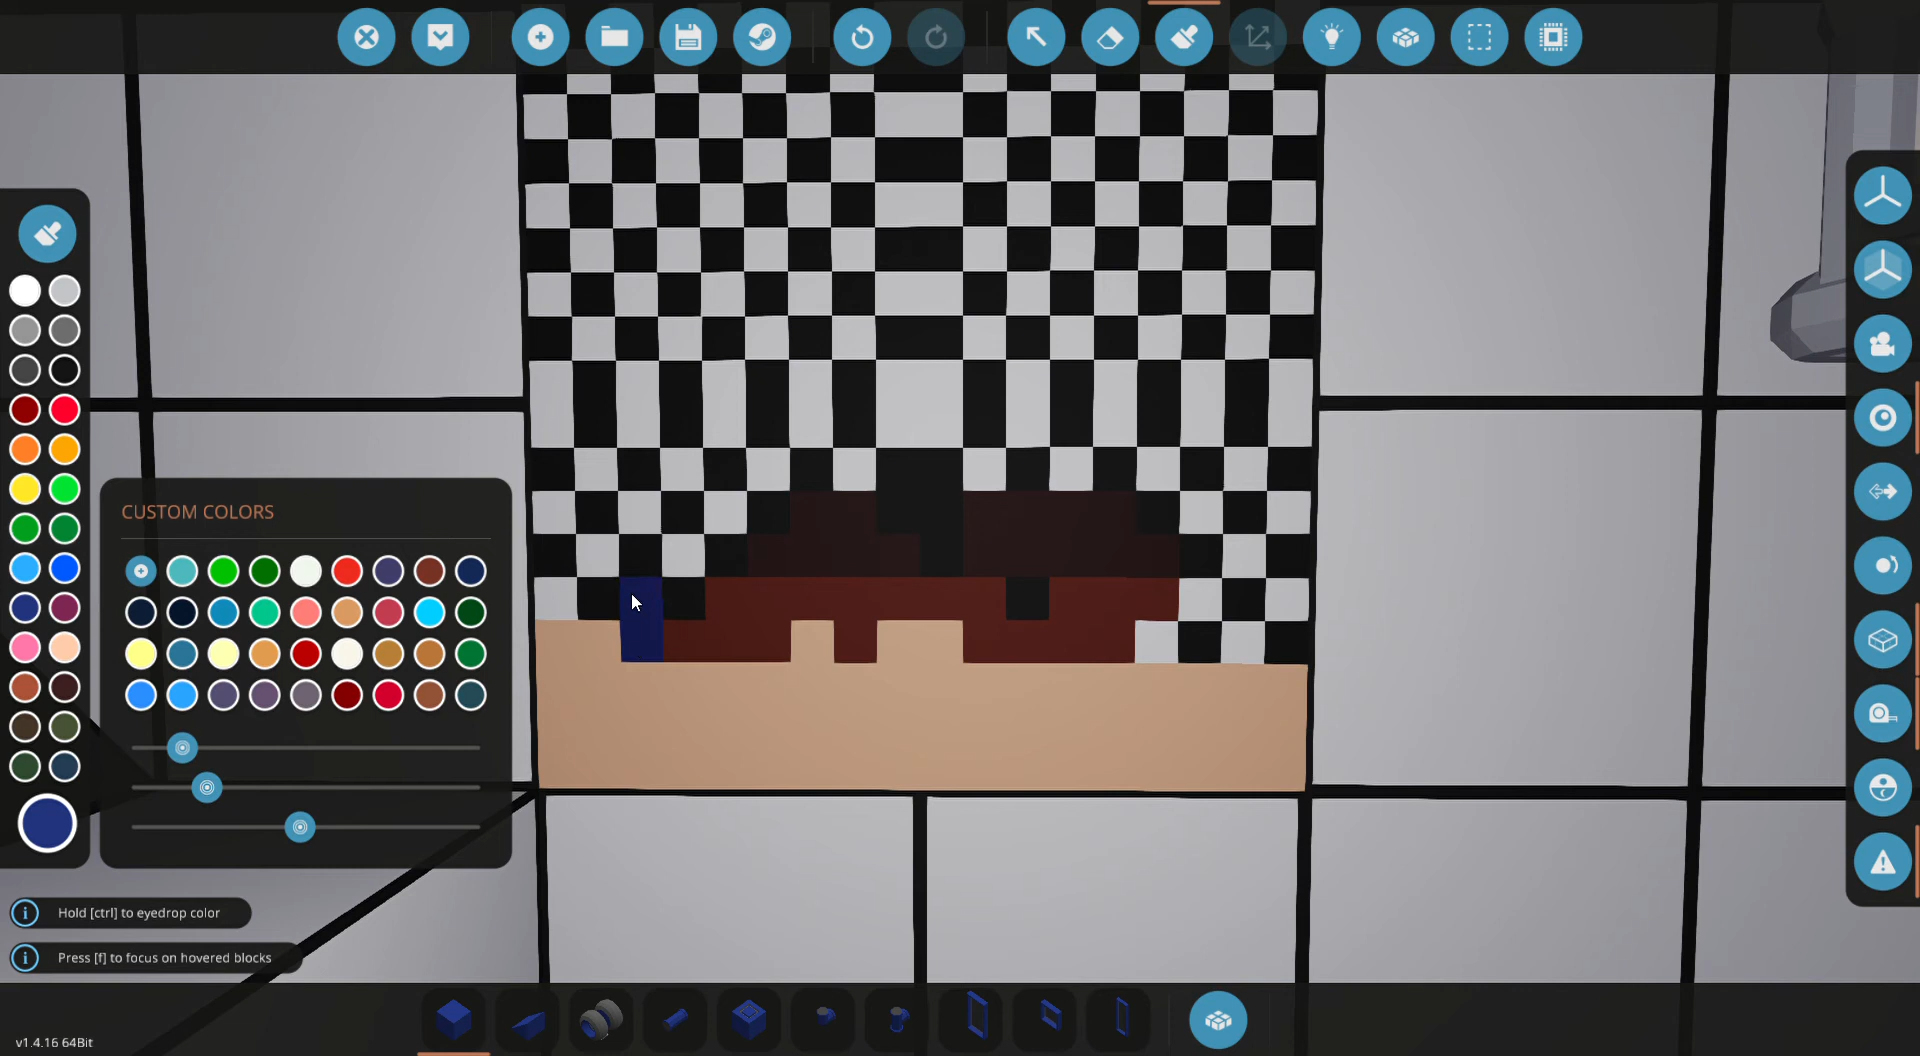 CUSTOM COLORS
Hold [ctrl] to eyedrop color
Press [f] to focus on hovered blocks
v1.4.16 64Bit